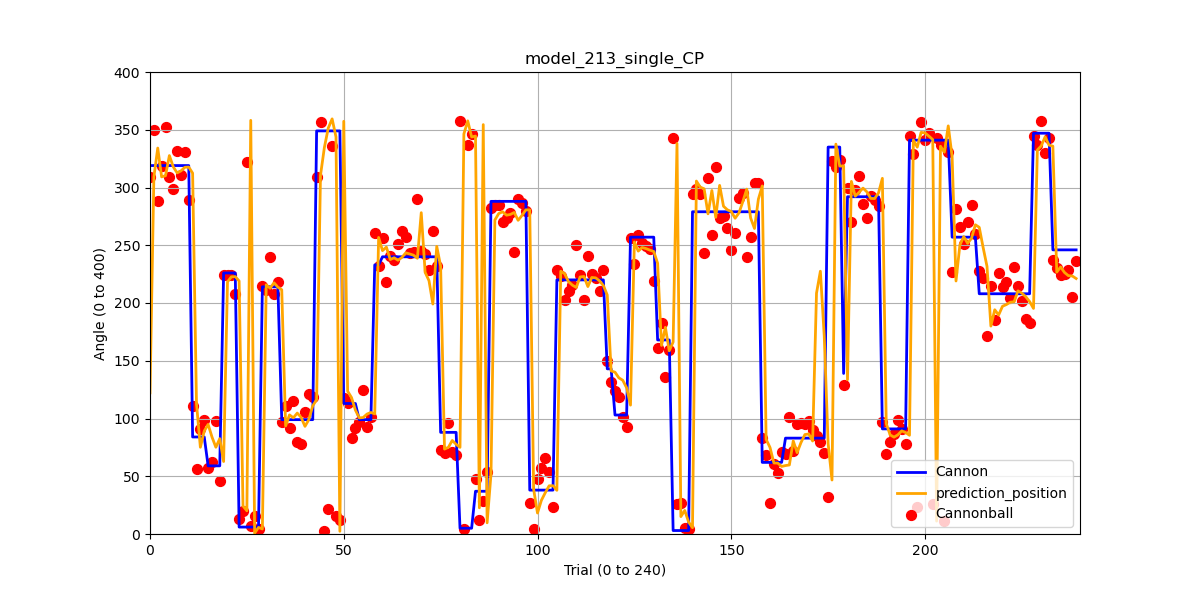 model_213_single_CP
400
350
300
250
200
150
100
50
0
Angle (0 to 400)
0
50
100
150
200
Trial (0 to 240)
Cannon
prediction_position
Cannonball